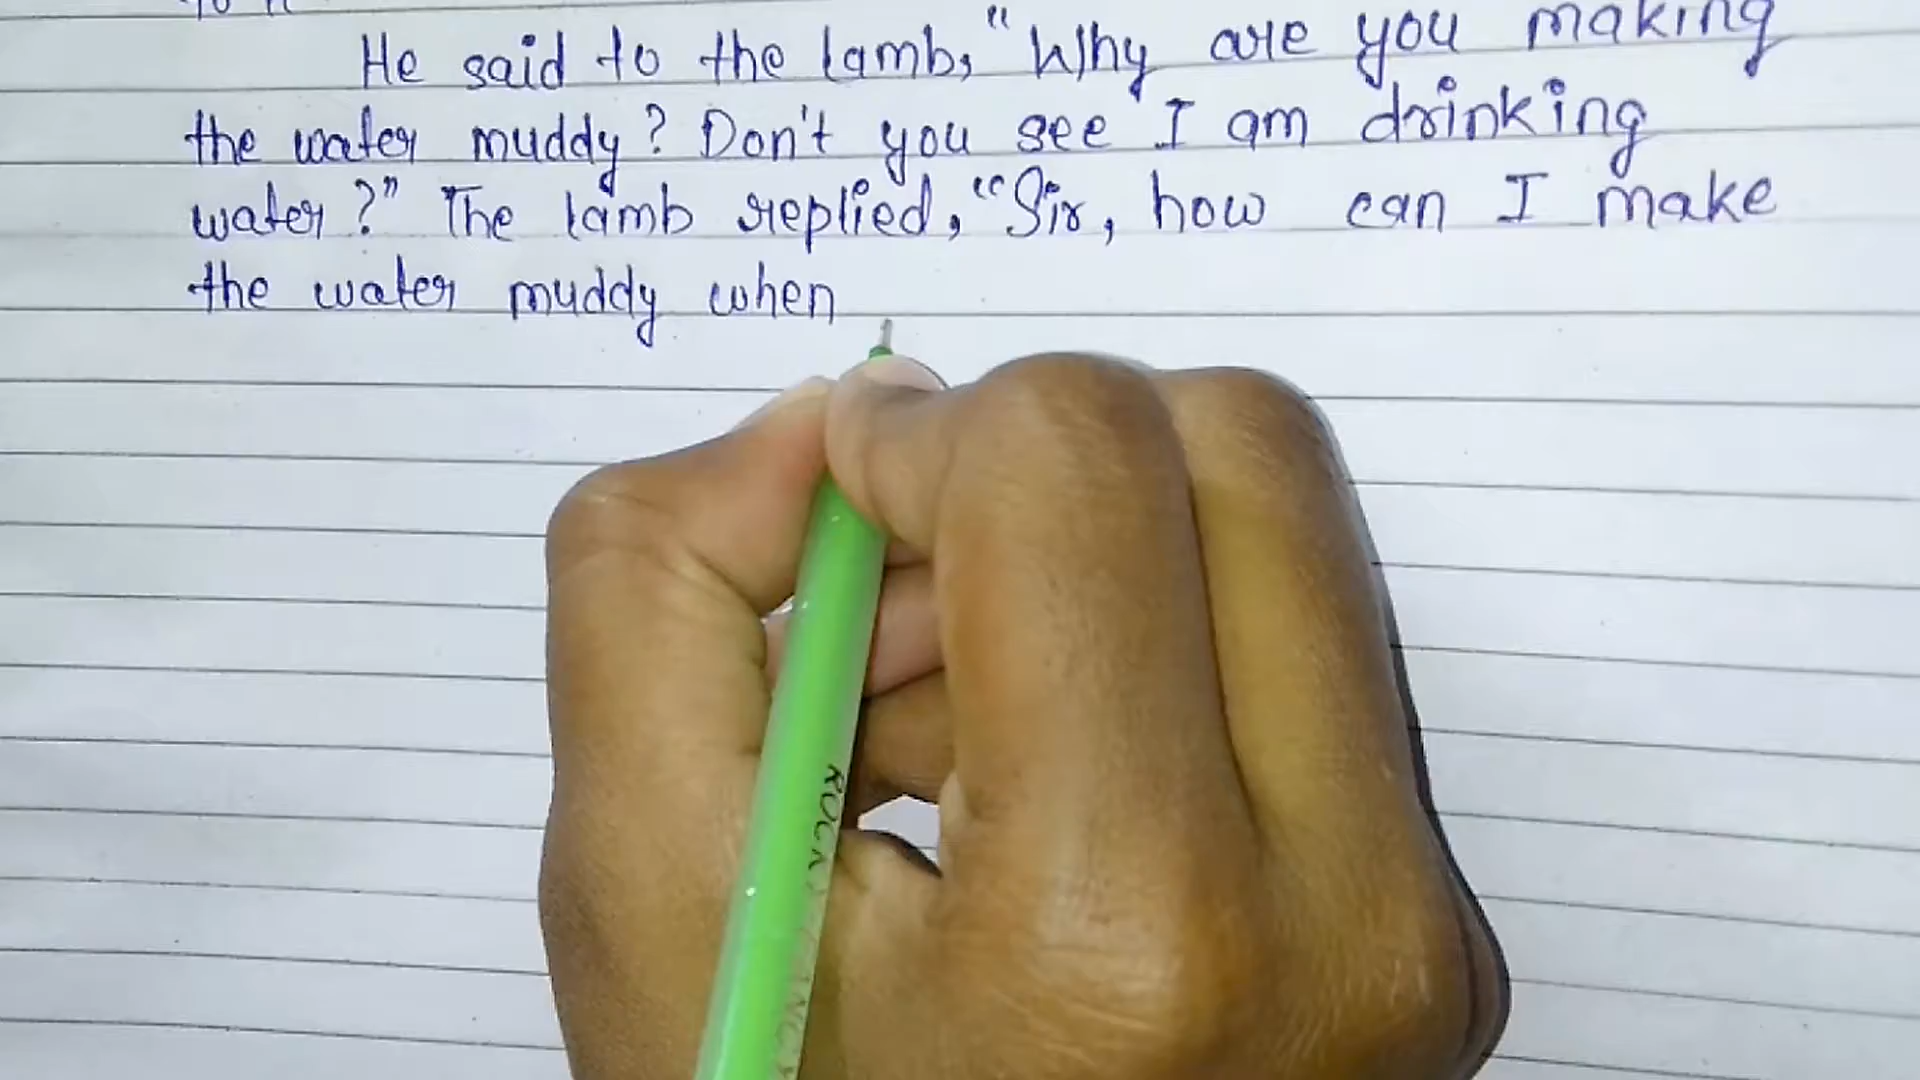 He said to the lamb, "Why are you making
the water muddy? Don't you see I am drinking
water?" The lamb replied, "Sir, how can I make
the water muddy when